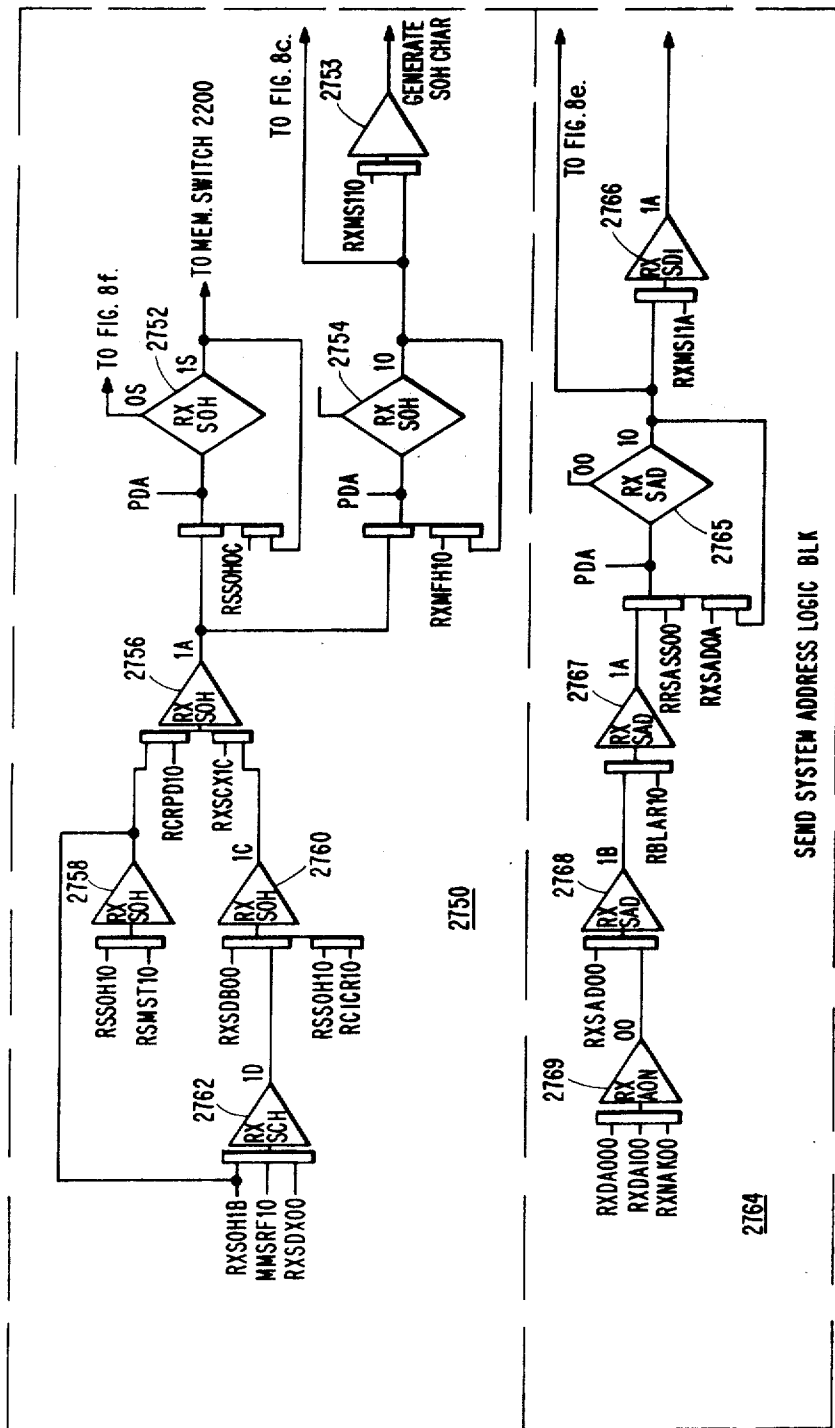 TO FIG. 8f.
OS
2752
RX
SOH
1S
TO MEM. SWITCH 2200
PDA
RSSOHOC
TO FIG. 8c.
2753
RXMS110
GENERATE
SOH CHAR
2754
RX
SOH
10
PDA
RXMFH10
2756
RX
SOH
1A
RCRPD10
RXSCX1C
2758
RX
SOH
RSSOH10
RSMST10
1C
RX
SOH
2760
RXSDB00
RSSOH10
RCICR10
2762
RX
SCH
1D
RXSOH1B
MMSRF10
RXSDX00
2750
TO FIG. 8e.
2766
RX
SDI
1A
RXMS11A
00
10
RX
SAD
2765
PDA
RRSASS00
RXSAD0A
2767
RX
SAD
1A
RBLAR10
2768
RX
SAD
1B
RXSAD00
2769
RX
AON
00
RXDA000
RXDAI00
RXNAK00
2764
SEND SYSTEM ADDRESS LOGIC BLK